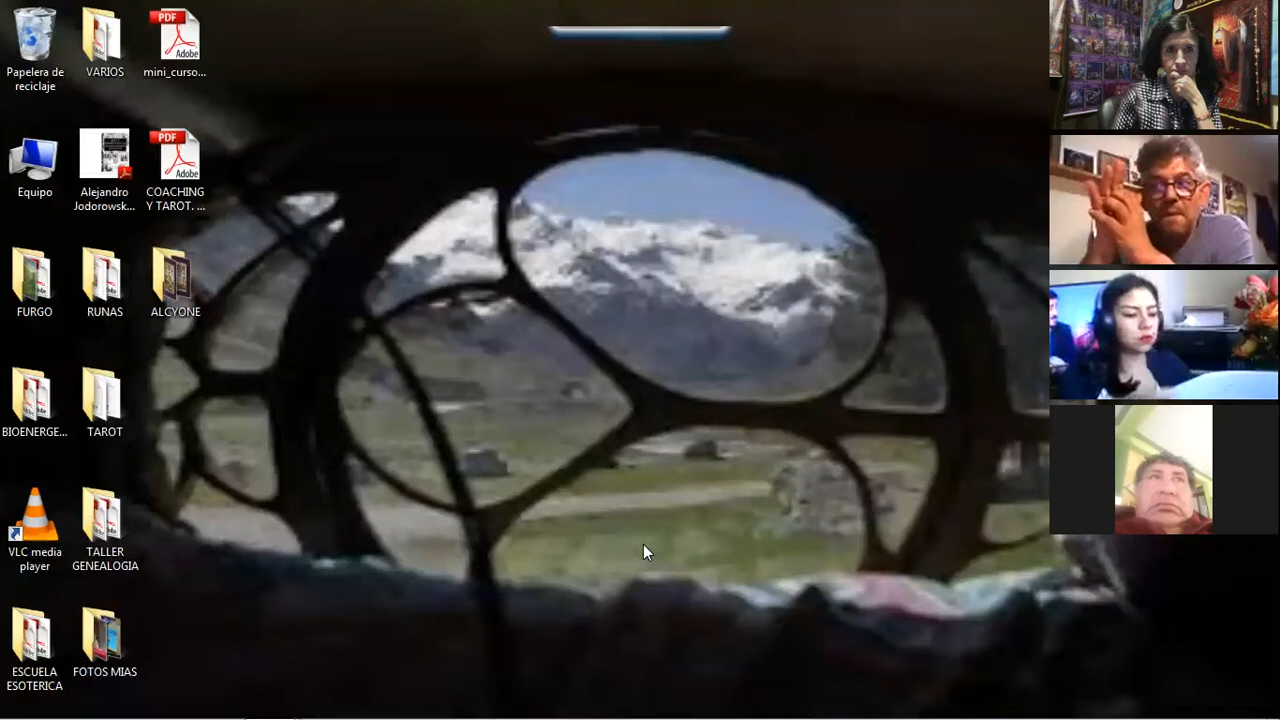 Papelera de
reciclaje
VARIOS
PDF
Adobe
mini_curso...
Equipo
Alejandro
Jodorowsk...
PDF
Adobe
COACHING
Y TAROT. ...
FURGO
RUNAS
ALCYONE
BIOENERGE...
TAROT
VLC media
player
TALLER
GENEALOGIA
ESCUELA
ESOTERICA
FOTOS MIAS